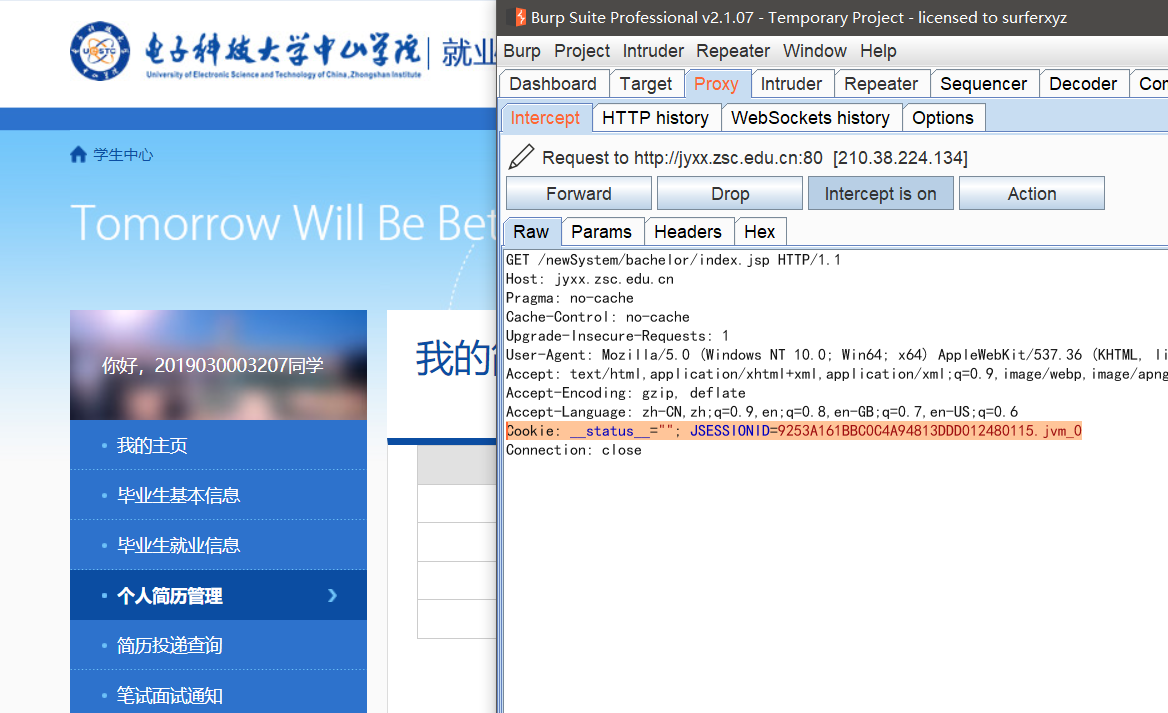 电子科技大学中山学院
University of Electronic Science and Technology of China, Zhongshan Institute
就业
学生中心
Tomorrow Will Be Bet
你好，2019030003207同学
我的主页
毕业生基本信息
毕业生就业信息
个人简历管理
简历投递查询
笔试面试通知
我的简
Burp Suite Professional v2.1.07 - Temporary Project - licensed to surferxyz
Burp Project Intruder Repeater Window Help
Dashboard Target Proxy Intruder Repeater Sequencer Decoder Com
Intercept HTTP history WebSockets history Options
Request to http://jyxx.zsc.edu.cn:80 [210.38.224.134]
Forward Drop Intercept is on Action
Raw Params Headers Hex
GET /newSystem/bachelor/index.jsp HTTP/1.1
Host: jyxx.zsc.edu.cn
Pragma: no-cache
Cache-Control: no-cache
Upgrade-Insecure-Requests: 1
User-Agent: Mozilla/5.0 (Windows NT 10.0; Win64; x64) AppleWebKit/537.36 (KHTML, li
Accept: text/html,application/xhtml+xml,application/xml;q=0.9,image/webp,image/apng
Accept-Encoding: gzip, deflate
Accept-Language: zh-CN,zh;q=0.9,en;q=0.8,en-GB;q=0.7,en-US;q=0.6
Cookie: __status__=""; JSESSIONID=9253A161BBC0C4A94813DDD012480115.jvm_0
Connection: close